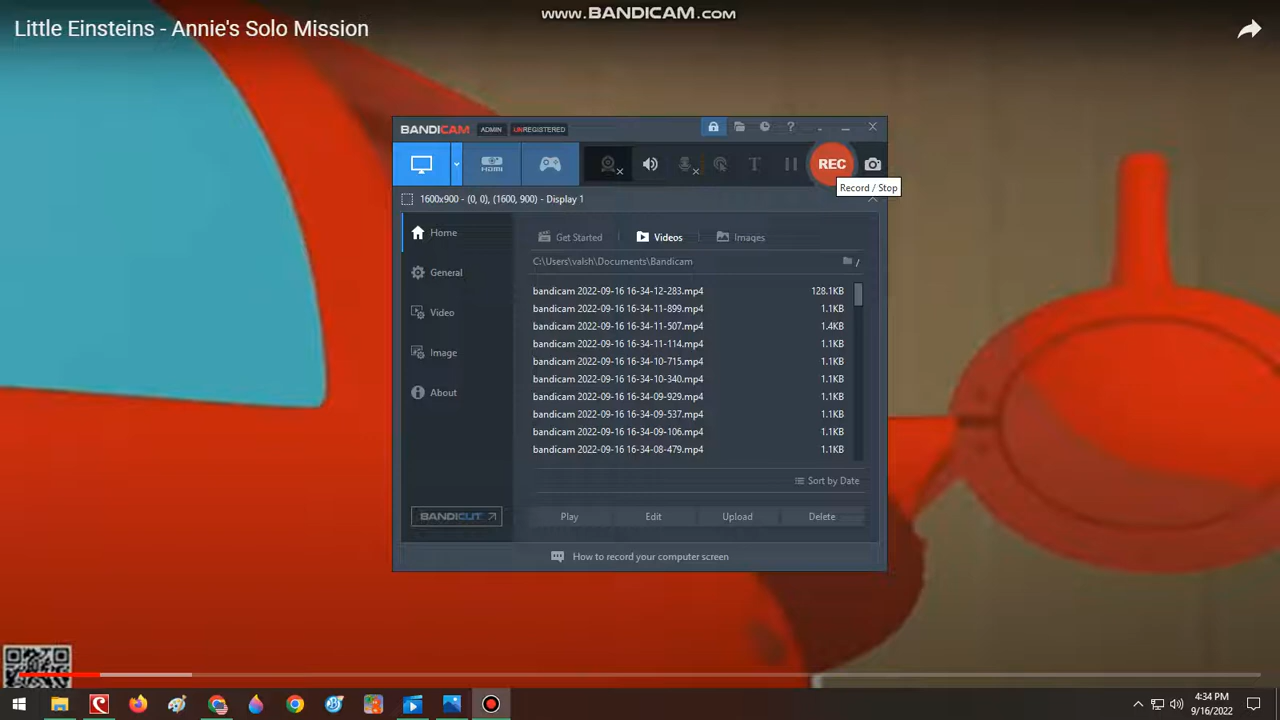 www.BANDICAM.com
Little Einsteins - Annie's Solo Mission
BANDICAM ADMIN UNREGISTERED
HDMI
T
REC
Record / Stop
1600x900 - (0, 0), (1600, 900) - Display 1
Home
General
Video
Image
About
BANDICUT
Get Started
Videos
Images
C:\Users\valsh\Documents\Bandicam
bandicam 2022-09-16 16-34-12-283.mp4 128.1KB
bandicam 2022-09-16 16-34-11-899.mp4 1.1KB
bandicam 2022-09-16 16-34-11-507.mp4 1.4KB
bandicam 2022-09-16 16-34-11-114.mp4 1.1KB
bandicam 2022-09-16 16-34-10-715.mp4 1.1KB
bandicam 2022-09-16 16-34-10-340.mp4 1.1KB
bandicam 2022-09-16 16-34-09-929.mp4 1.1KB
bandicam 2022-09-16 16-34-09-537.mp4 1.1KB
bandicam 2022-09-16 16-34-09-106.mp4 1.1KB
bandicam 2022-09-16 16-34-08-479.mp4 1.1KB
Sort by Date
Play Edit Upload Delete
How to record your computer screen
4:34 PM
9/16/2022